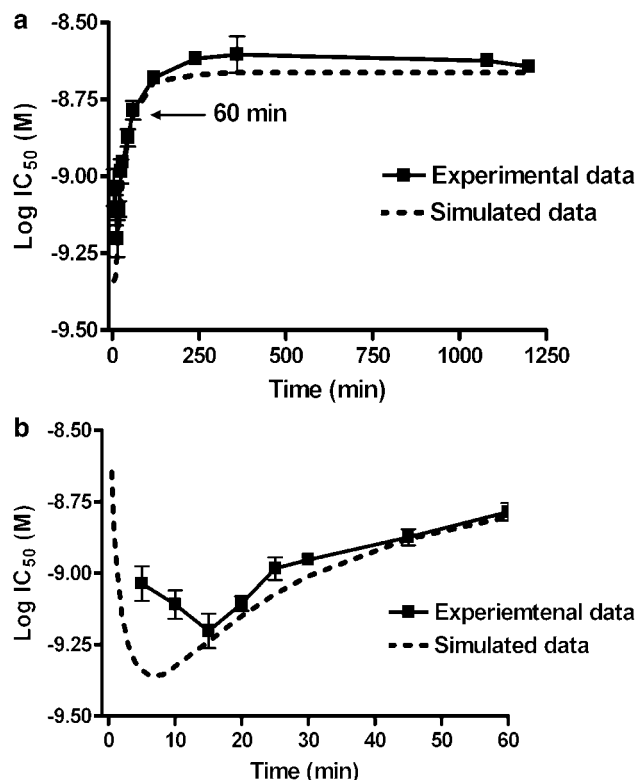 a
-8.50
-8.75
-9.00
-9.25
-9.50
Log IC50 (M)
60 min
Experimental data
Simulated data
0 250 500 750 1000 1250
Time (min)
b
-8.50
-8.75
-9.00
-9.25
-9.50
Log IC50 (M)
Experiemtenal data
Simulated data
0 10 20 30 40 50 60
Time (min)